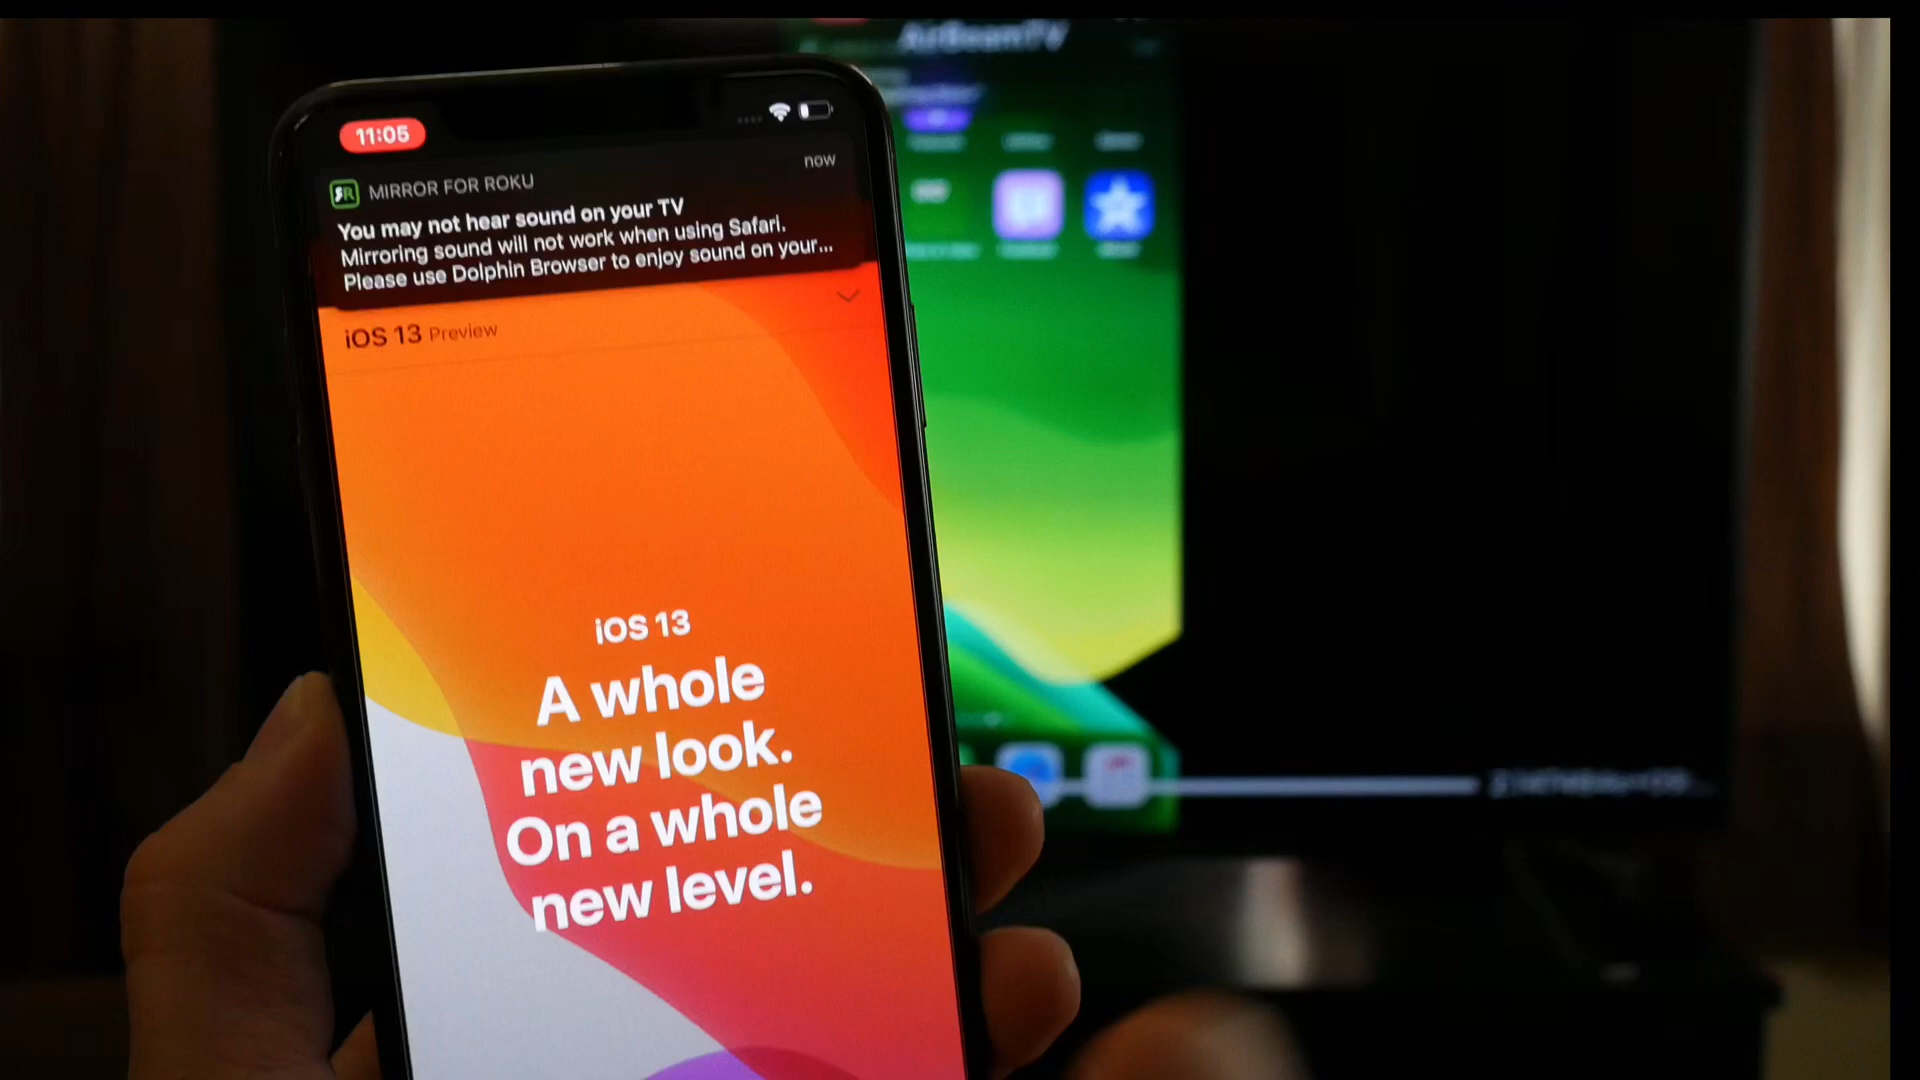 AirBeamTV
11:05
MIRROR FOR ROKU
now
You may not hear sound on your TV
Mirroring sound will not work when using Safari.
Please use Dolphin Browser to enjoy sound on your...
iOS 13 Preview
iOS 13
A whole
new look.
On a whole
new level.